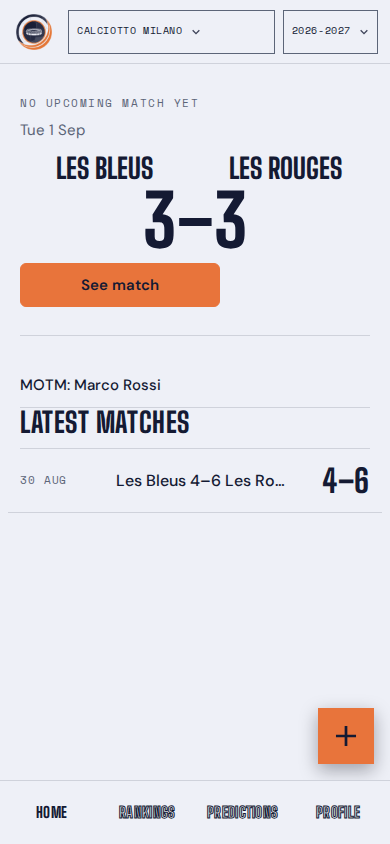 CALCIOTTO MILANO
2026-2027
NO UPCOMING MATCH YET
Tue 1 Sep
LES BLEUS LES ROUGES
3–3
See match
MOTM: Marco Rossi
LATEST MATCHES
30 AUG Les Bleus 4–6 Les Ro... 4–6
HOME RANKINGS PREDICTIONS PROFILE